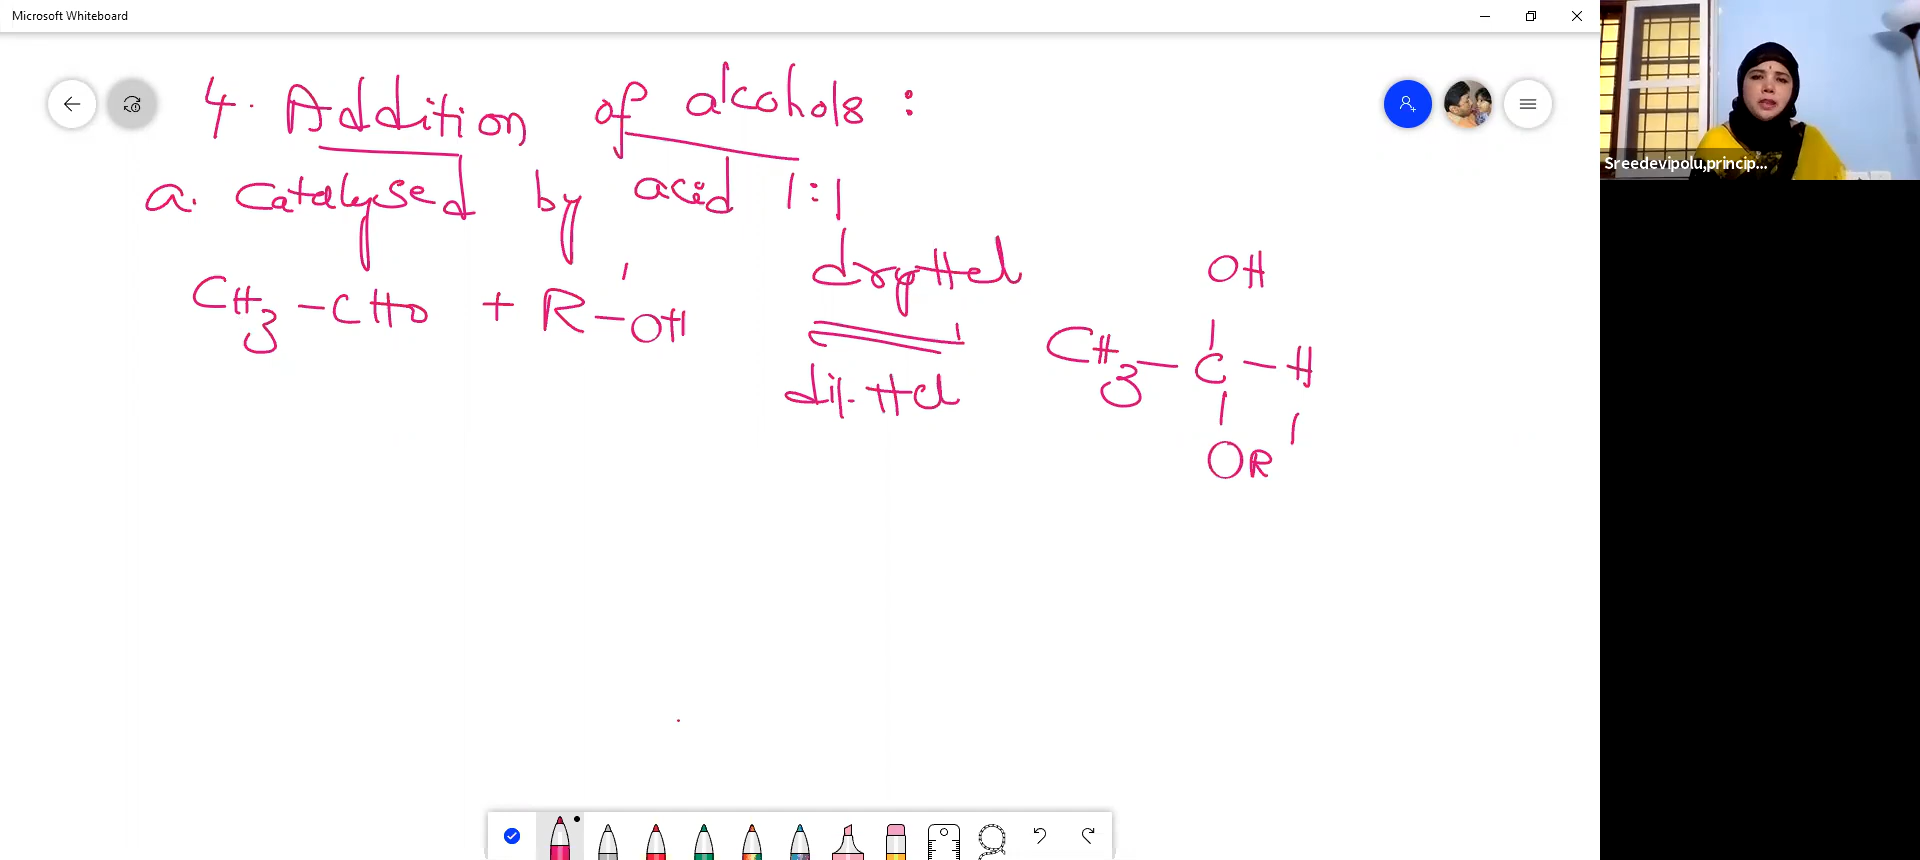 Microsoft Whiteboard
4. Addition of alcohols :
a. Catalysed by acid 1:1
CH3 - CHO + R' - OH
dry HCl
dil. HCl
OH
CH3 - C - H
OR'
Sreedevipolu,princip...